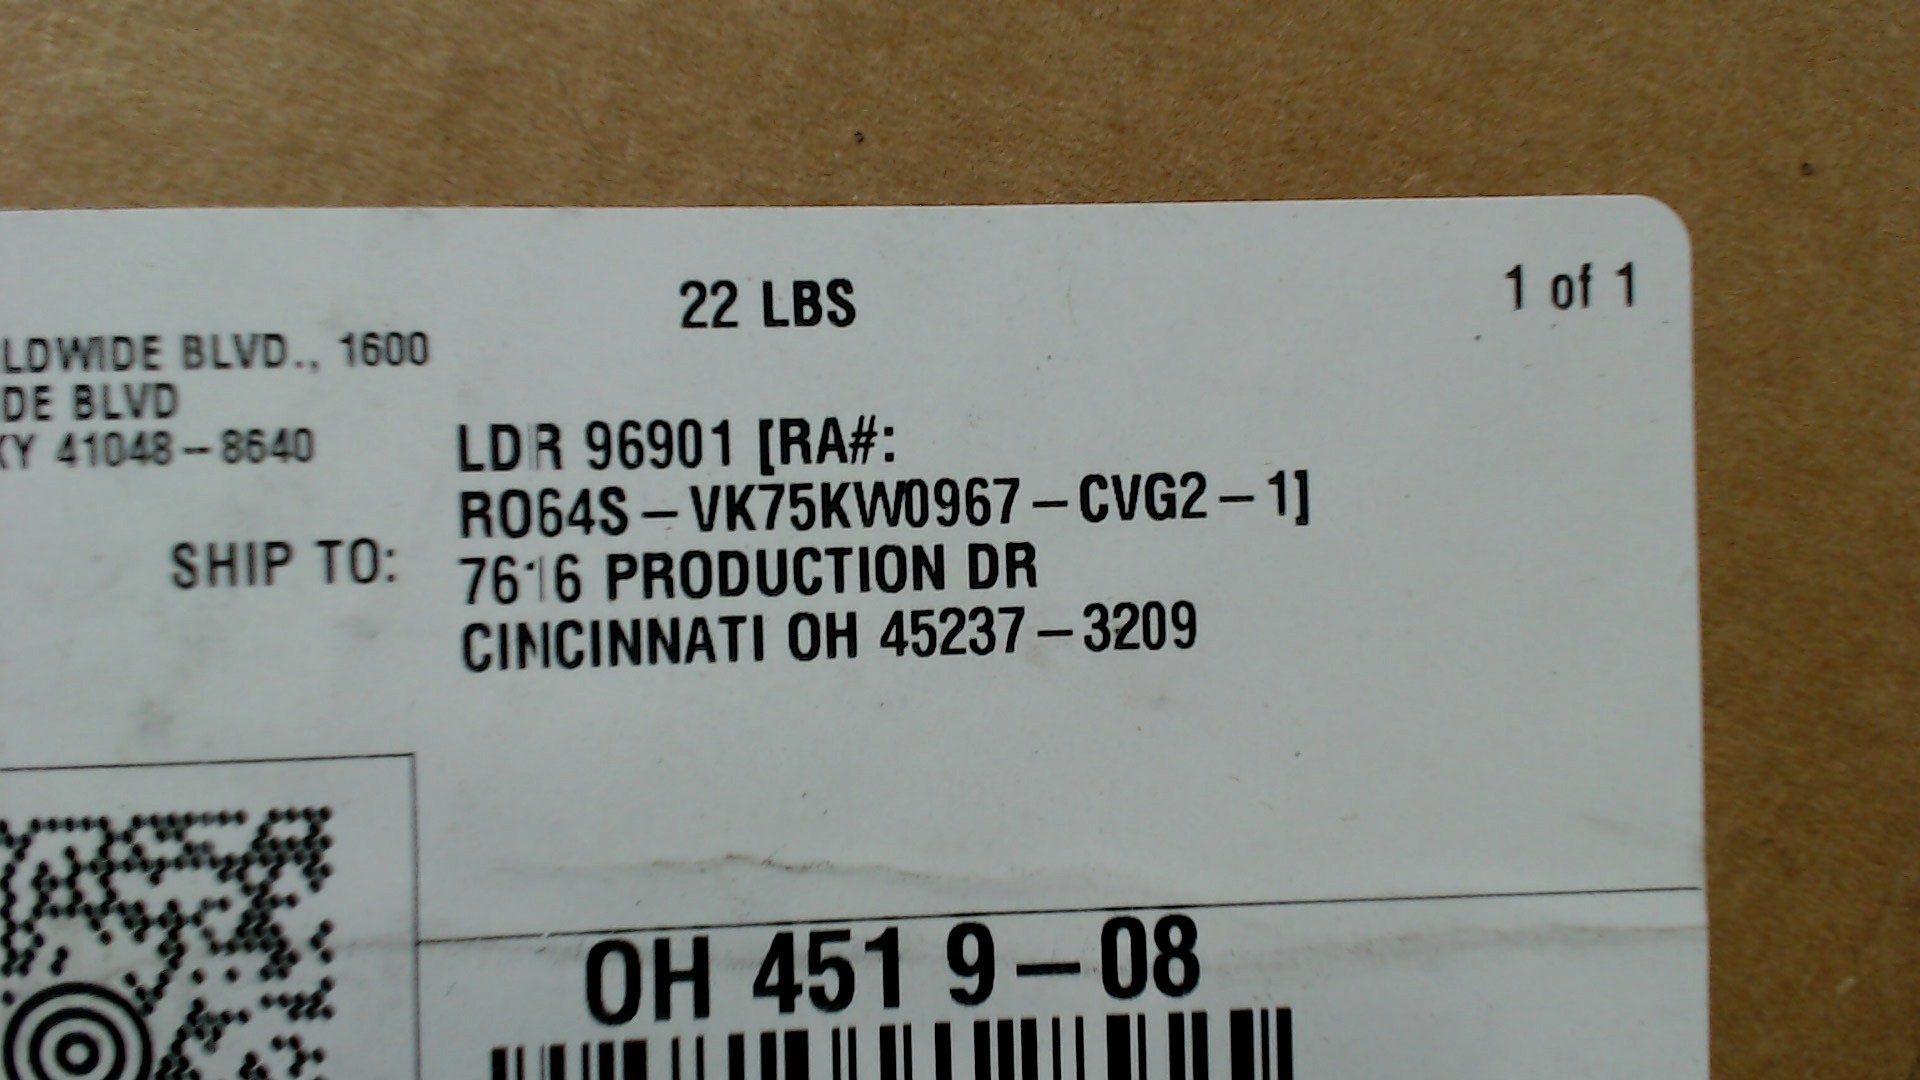 22 LBS
1 of 1
LDWIDE BLVD., 1600
DE BLVD
KY 41048-8640
LDR 96901 [RA#:
RO64S-VK75KW0967-CVG2-1]
SHIP TO:
7616 PRODUCTION DR
CINCINNATI OH 45237-3209
OH 451 9-08